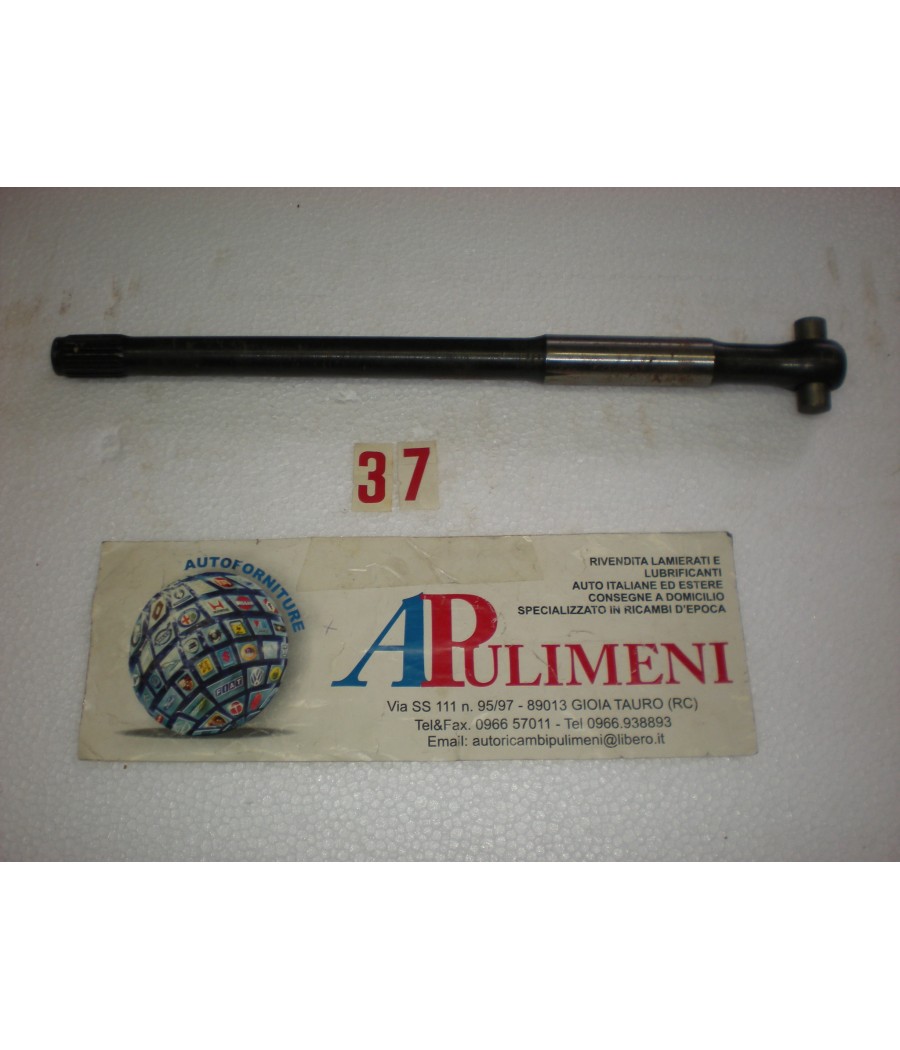 37
AUTOFORNITURE
RIVENDITA LAMIERATI E
LUBRIFICANTI
AUTO ITALIANE ED ESTERE
CONSEGNE A DOMICILIO
SPECIALIZZATO IN RICAMBI D'EPOCA
APULIMENI
Via SS 111 n. 95/97 - 89013 GIOIA TAURO (RC)
Tel&Fax. 0966 57011 - Tel 0966.938893
Email: autoricambipulimeni@libero.it